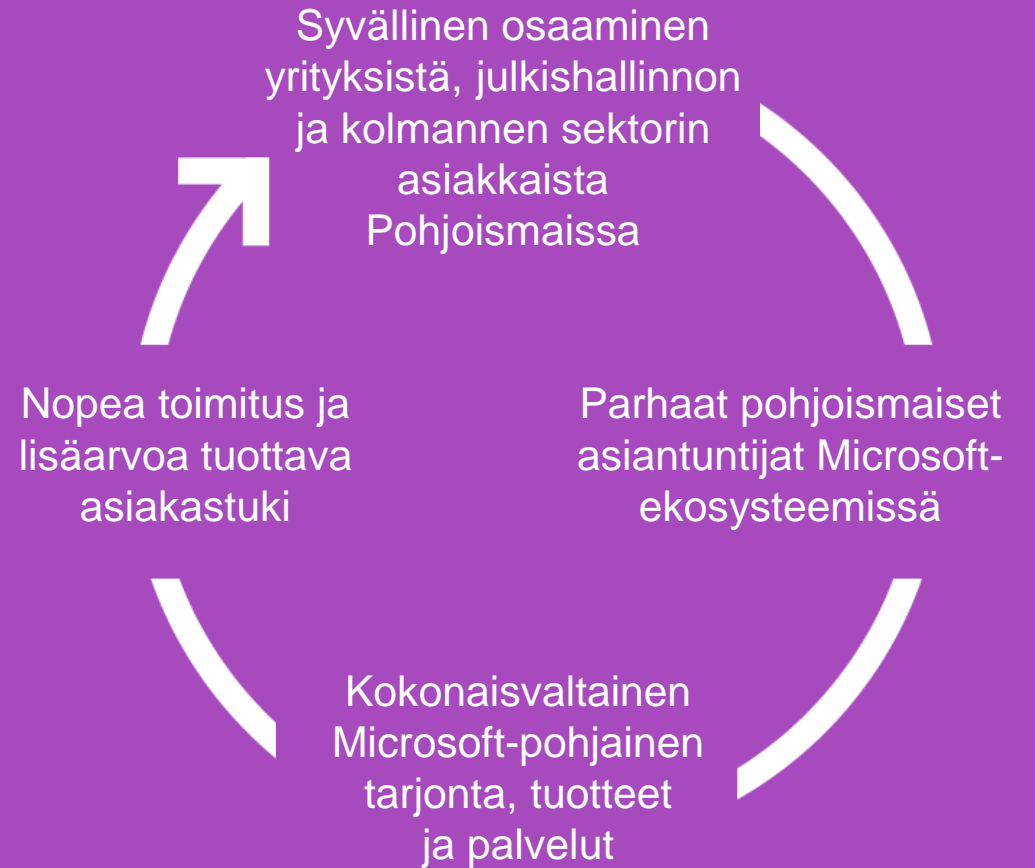 Syvällinen osaaminen
yrityksistä, julkishallinnon
ja kolmannen sektorin
asiakkaista
Pohjoismaissa
Nopea toimitus ja
lisäarvoa tuottava
asiakastuki
Parhaat pohjoismaiset
asiantuntijat Microsoft-
ekosysteemissä
Kokonaisvaltainen
Microsoft-pohjainen
tarjonta, tuotteet
ja palvelut